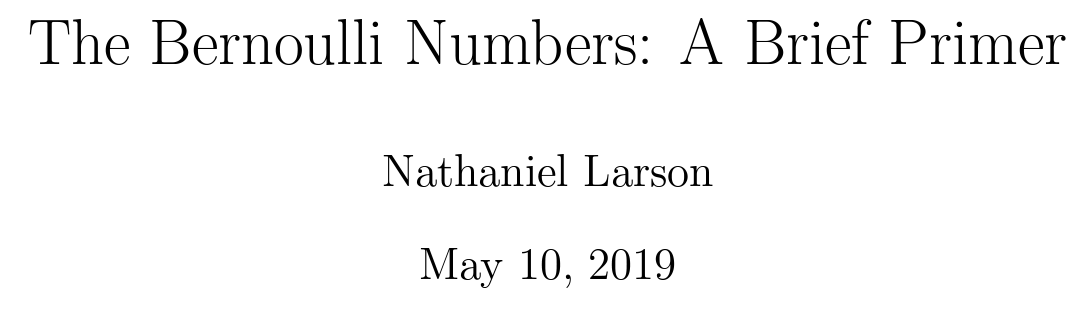 The Bernoulli Numbers: A Brief Primer
Nathaniel Larson
May 10, 2019